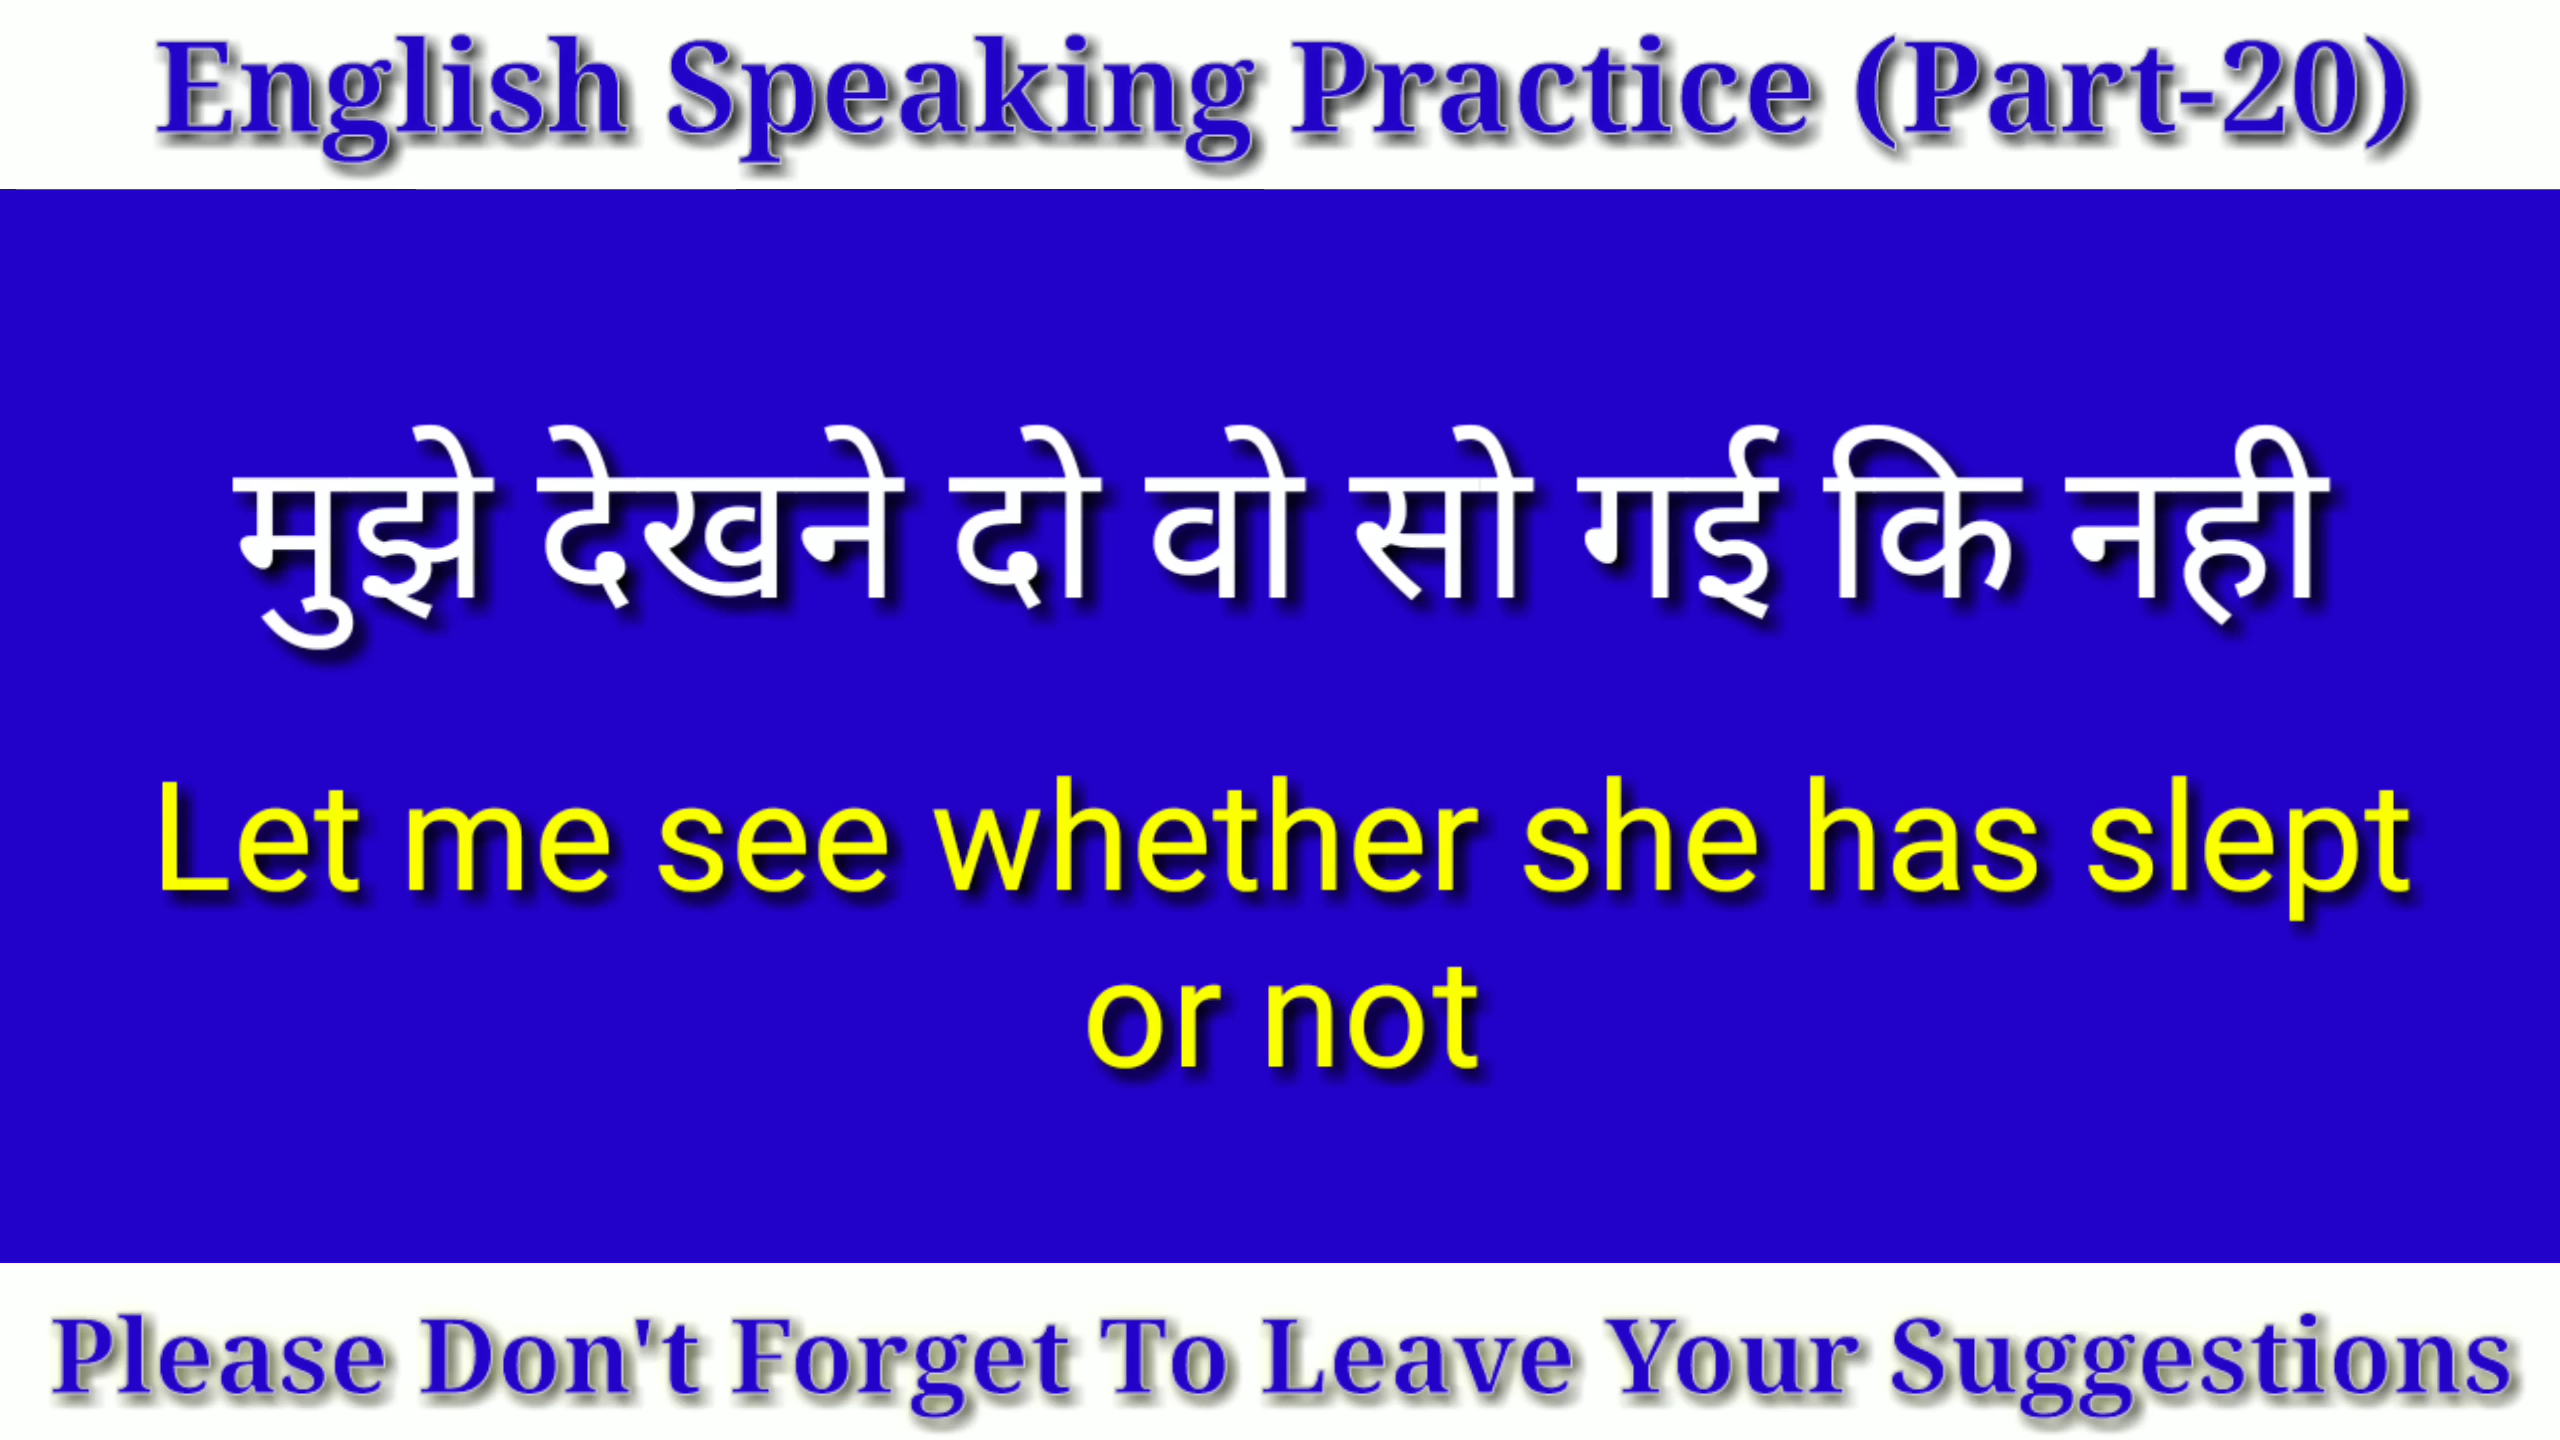 English Speaking Practice (Part-20)
मुझे देखने दो वो सो गई कि नही
Let me see whether she has slept
or not
Please Don't Forget To Leave Your Suggestions